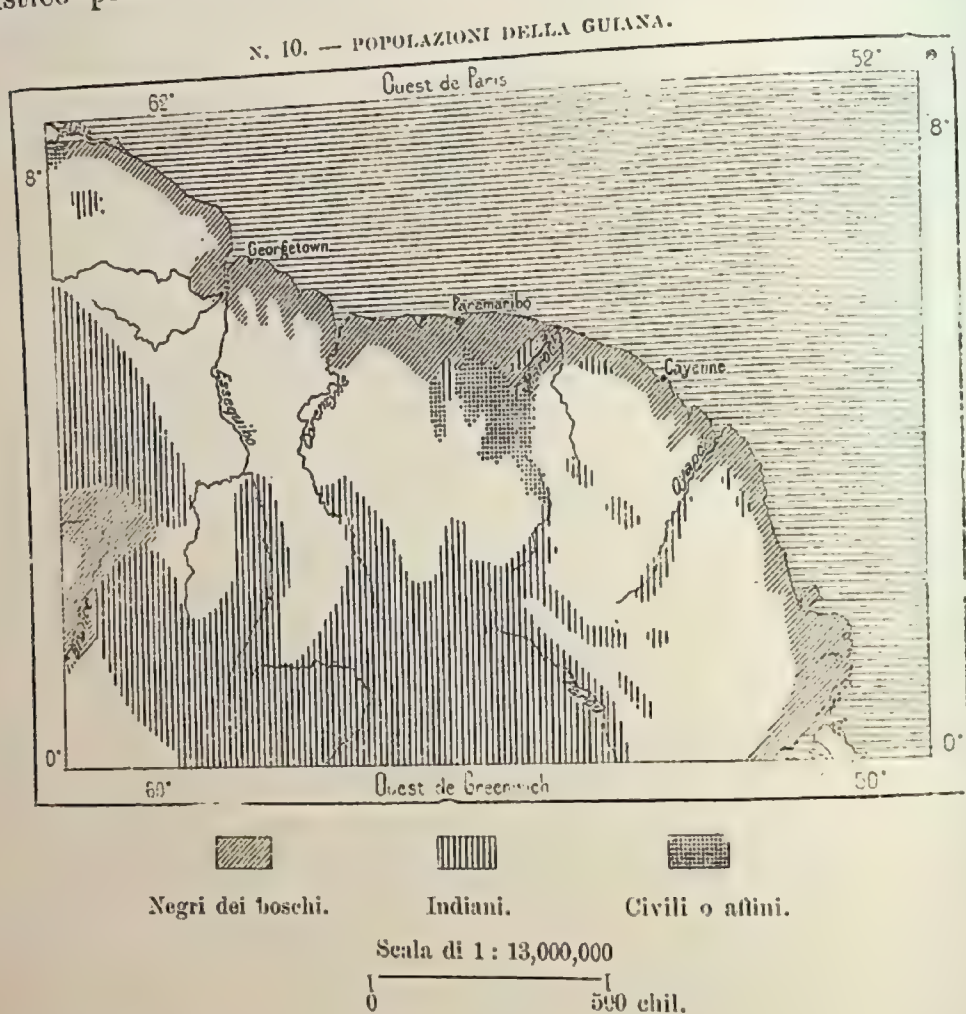 N. 10. — POPOLAZIONI DELLA GUIANA.
Ouest de Paris
62° 52°
8° 8°
Georgetown
Paramaribo
Cayenne
Essequibo
Oyapok
0° 0°
60° 50°
Ouest de Greenwich
Negri dei boschi. Indiani. Civili o affini.
Scala di 1 : 13,000,000
0 500 chil.